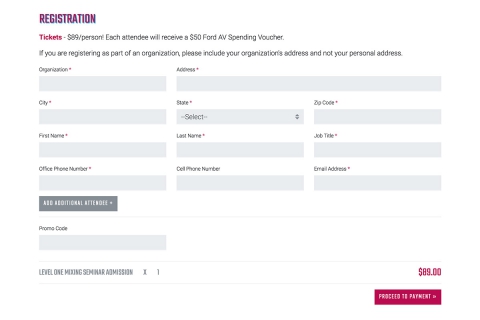 REGISTRATION
Tickets - $89/person! Each attendee will receive a $50 Ford AV Spending Voucher.
If you are registering as part of an organization, please include your organization's address and not your personal address.
Organization * Address *
City * State * Zip Code *
--Select--
First Name * Last Name * Job Title *
Office Phone Number * Cell Phone Number Email Address *
ADD ADDITIONAL ATTENDEE +
Promo Code
LEVEL ONE MIXING SEMINAR ADMISSION X 1 $89.00
PROCEED TO PAYMENT »